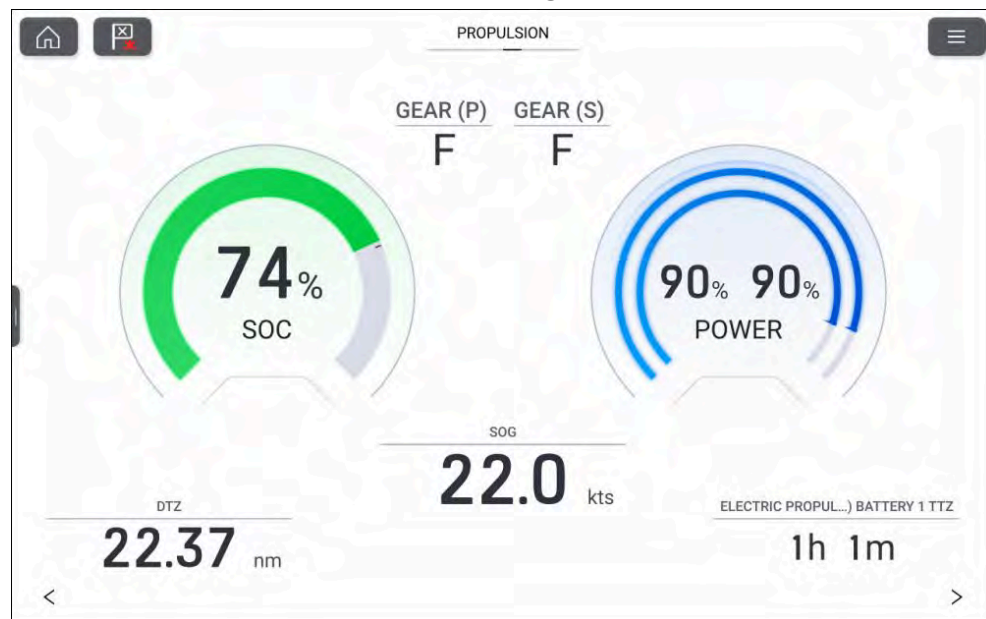 PROPULSION
GEAR (P) GEAR (S)
F F
74% 90% 90%
SOC POWER
SOG
22.0 kts
DTZ
22.37 nm
ELECTRIC PROPUL...) BATTERY 1 TTZ
1h 1m